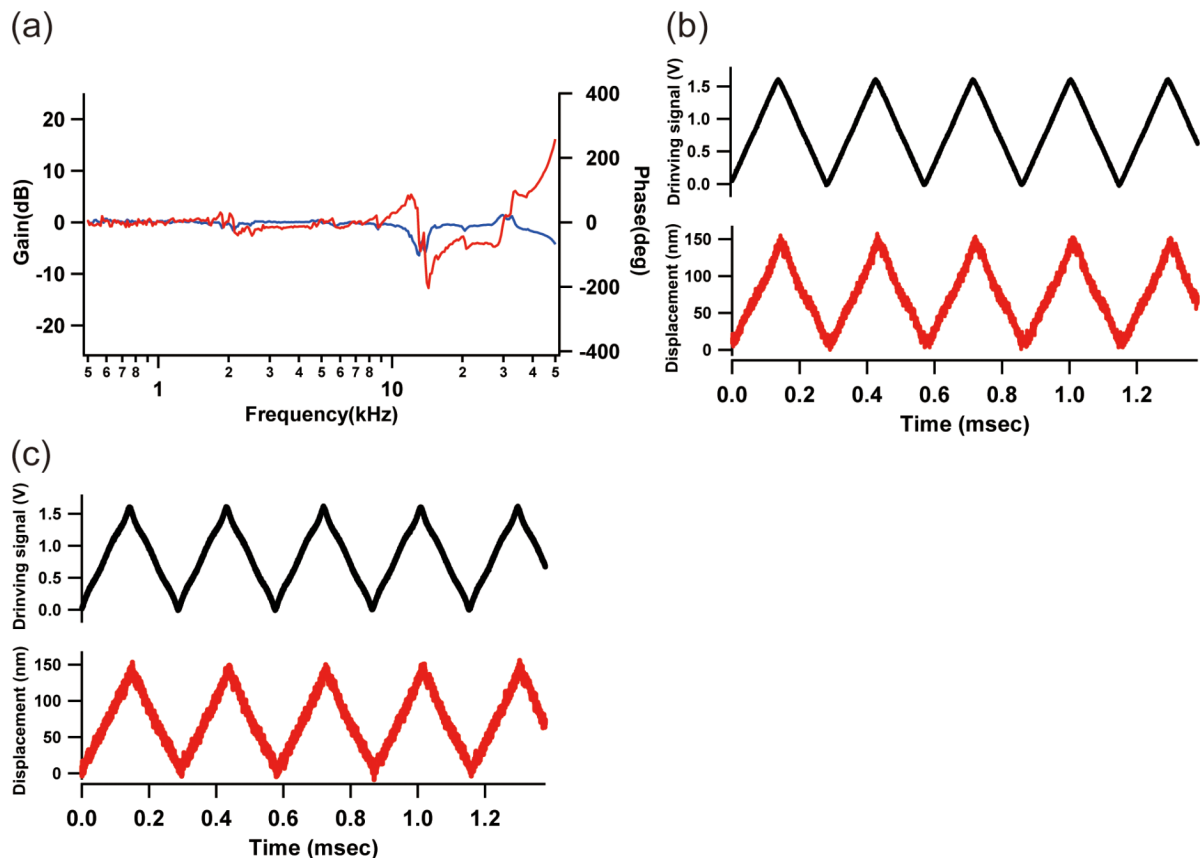 (a)
Gain(dB)
20
10
0
-10
-20
400
200
0
-200
-400
Phase(deg)
5 6 7 8 2 3 4 5 6 7 8 2 3 4 5
1 10
Frequency(kHz)
(b)
Drinving signal (V)
1.5
1.0
0.5
0.0
Displacement (nm)
150
100
50
0
0.0 0.2 0.4 0.6 0.8 1.0 1.2
Time (msec)
(c)
Drinving signal (V)
1.5
1.0
0.5
0.0
Displacement (nm)
150
100
50
0
0.0 0.2 0.4 0.6 0.8 1.0 1.2
Time (msec)